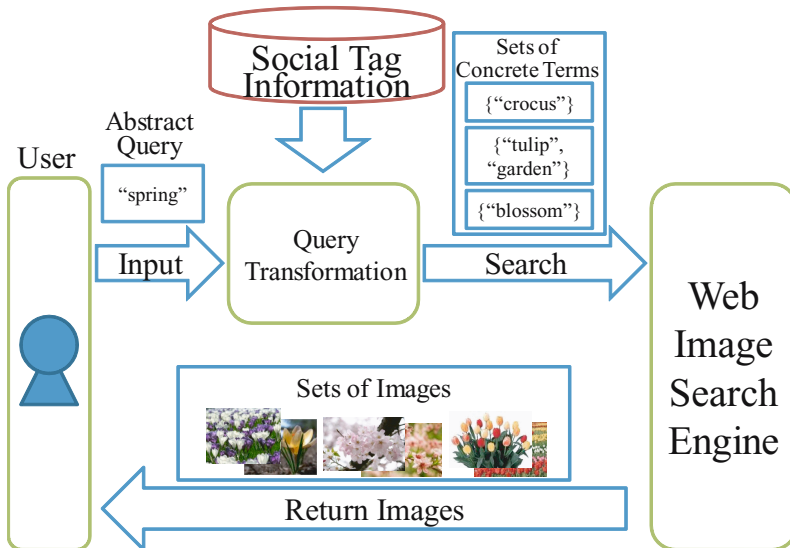 Social Tag
Information
Sets of
Concrete Terms
{“crocus”}
{“tulip”,
“garden”}
{“blossom”}
Abstract
Query
User
“spring”
Input
Query
Transformation
Search
Web
Image
Search
Engine
Sets of Images
Return Images